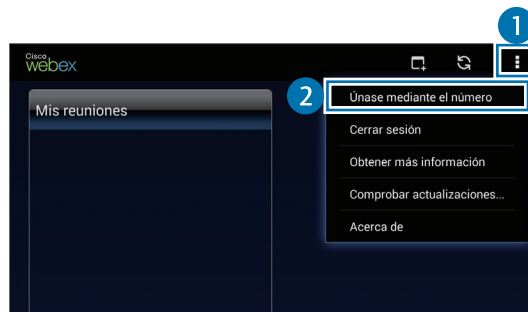 1
Cisco
webex
Mis reuniones
2
Únase mediante el número
Cerrar sesión
Obtener más información
Comprobar actualizaciones...
Acerca de